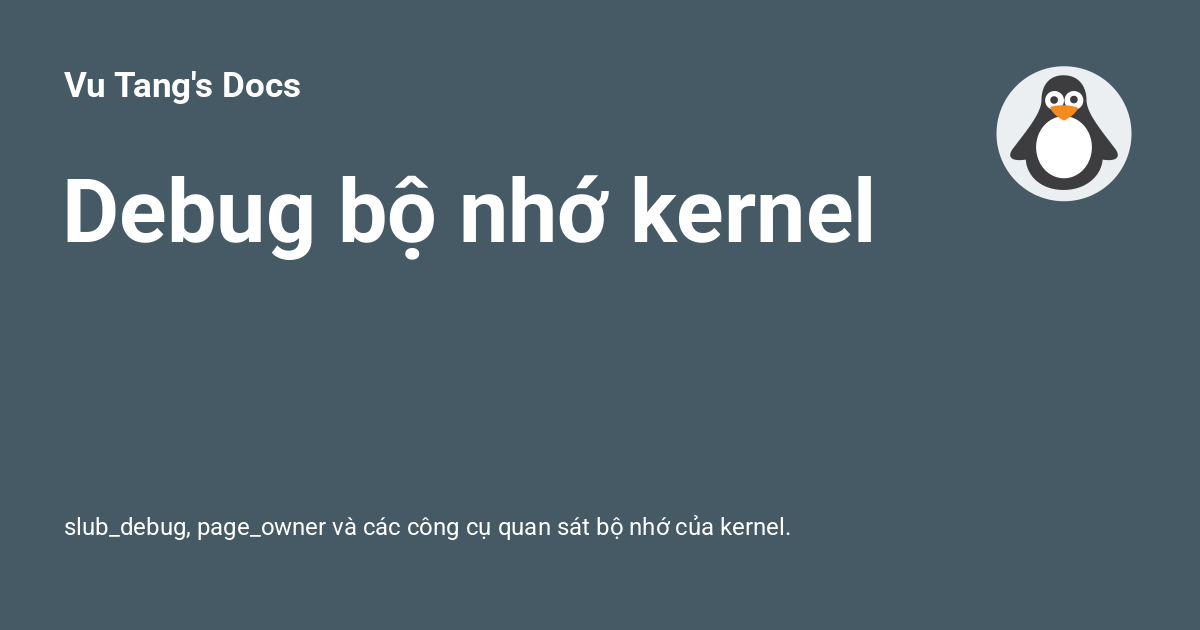 Vu Tang's Docs
Debug bộ nhớ kernel
slub_debug, page_owner và các công cụ quan sát bộ nhớ của kernel.